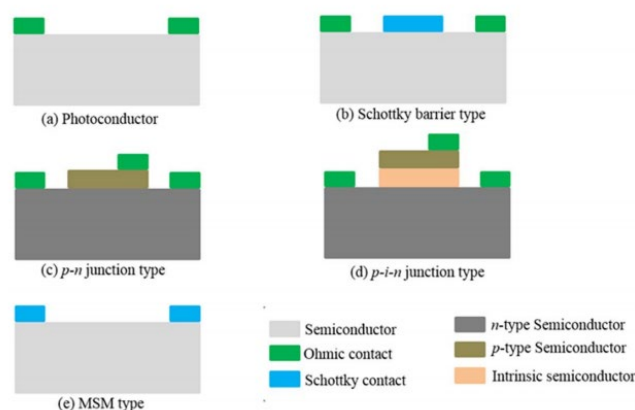 (a) Photoconductor
(b) Schottky barrier type
(c) p-n junction type
(d) p-i-n junction type
(e) MSM type
Semiconductor
Ohmic contact
Schottky contact
n-type Semiconductor
p-type Semiconductor
Intrinsic semiconductor